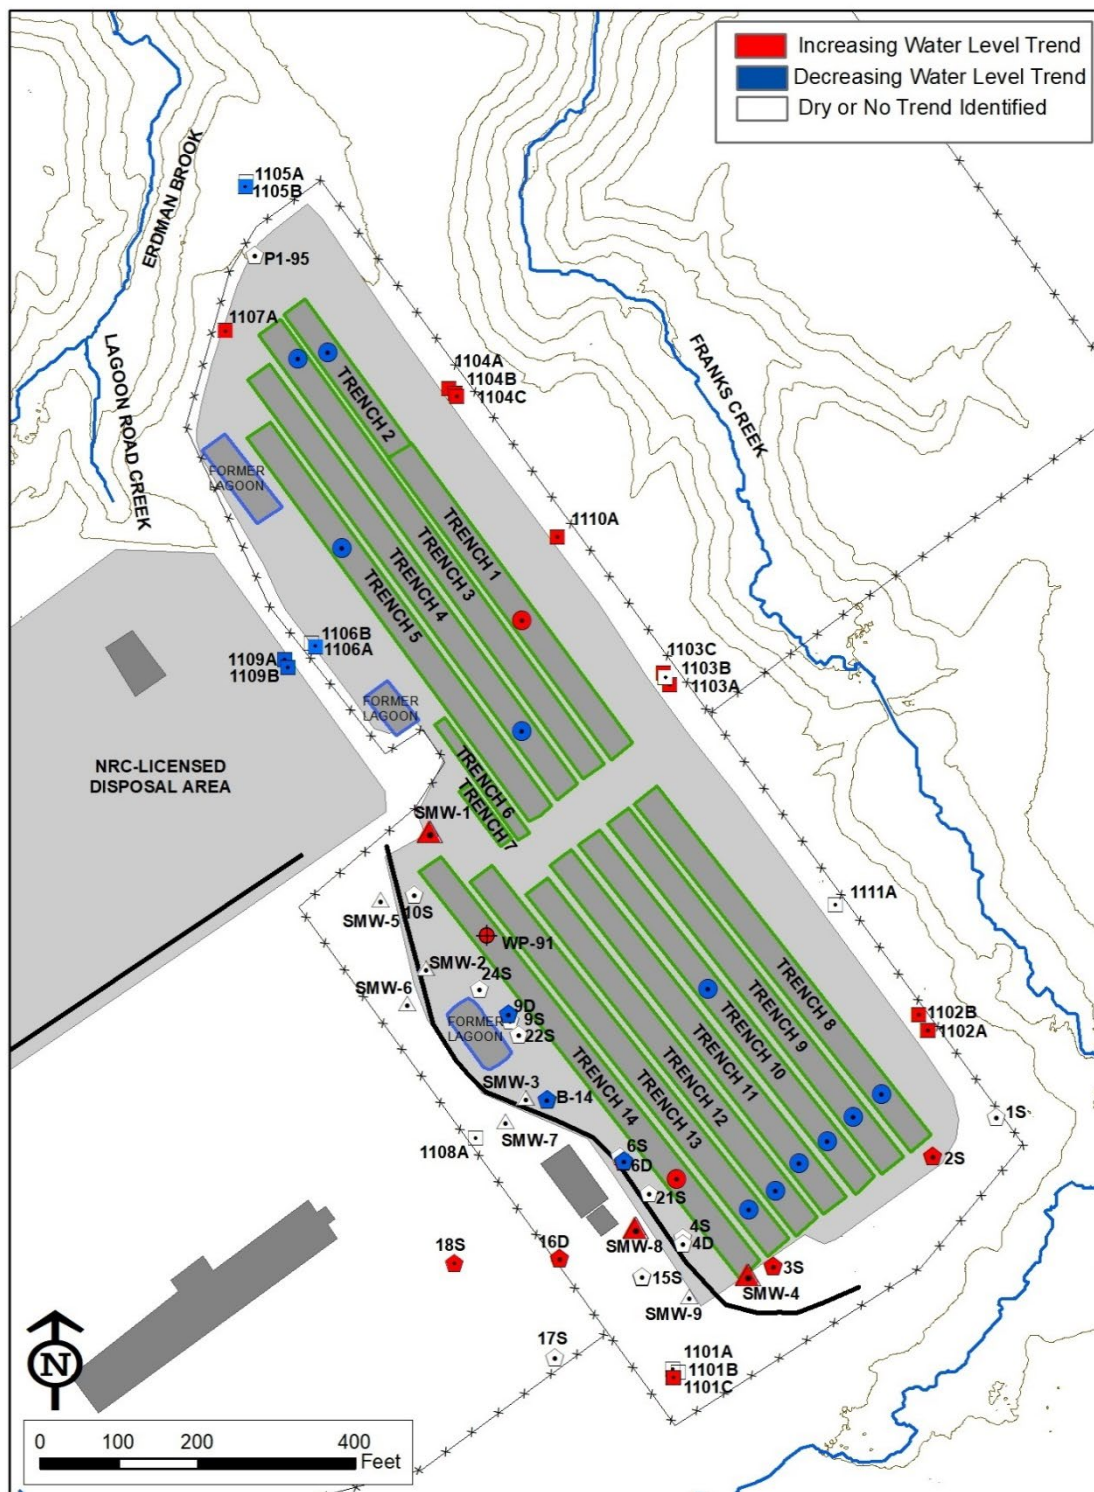 Increasing Water Level Trend
Decreasing Water Level Trend
Dry or No Trend Identified
ERDMAN BROOK
1105A
1105B
P1-95
1107A
LAGOON ROAD CREEK
1104A
1104B
1104C
FRANKS CREEK
TRENCH 2
FORMER
LAGOON
TRENCH 1
TRENCH 3
TRENCH 4
TRENCH 5
1110A
1106B
1106A
1109A
1109B
1103C
1103B
1103A
FORMER
LAGOON
NRC-LICENSED
DISPOSAL AREA
TRENCH 6
TRENCH 7
SMW-1
SMW-5
10S
1111A
WP-91
SMW-2
24S
SMW-6
9D
9S
FORMER
LAGOON
22S
TRENCH 8
TRENCH 9
TRENCH 10
TRENCH 11
TRENCH 12
TRENCH 13
TRENCH 14
1102B
1102A
SMW-3
B-14
SMW-7
1108A
1S
2S
6S
6D
21S
4S
4D
SMW-8
18S
16D
15S
3S
SMW-4
SMW-9
17S
1101A
1101B
1101C
N
0 100 200 400
Feet